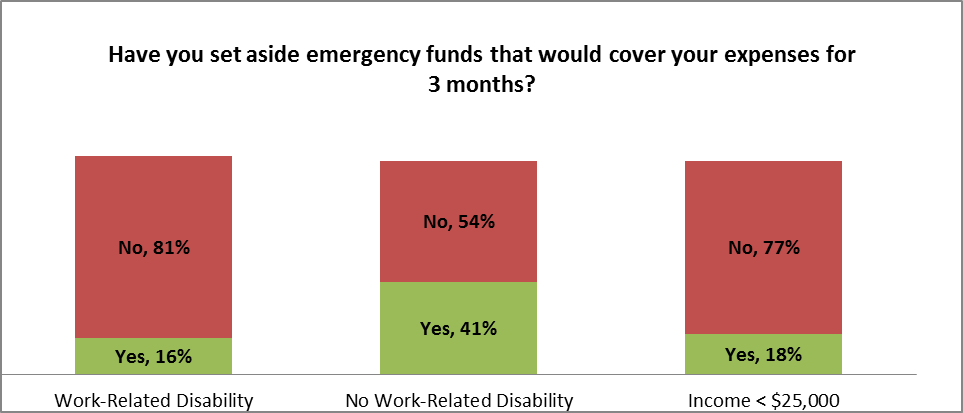 Have you set aside emergency funds that would cover your expenses for
3 months?
No, 81%
No, 54%
No, 77%
Yes, 16%
Yes, 41%
Yes, 18%
Work-Related Disability
No Work-Related Disability
Income < $25,000